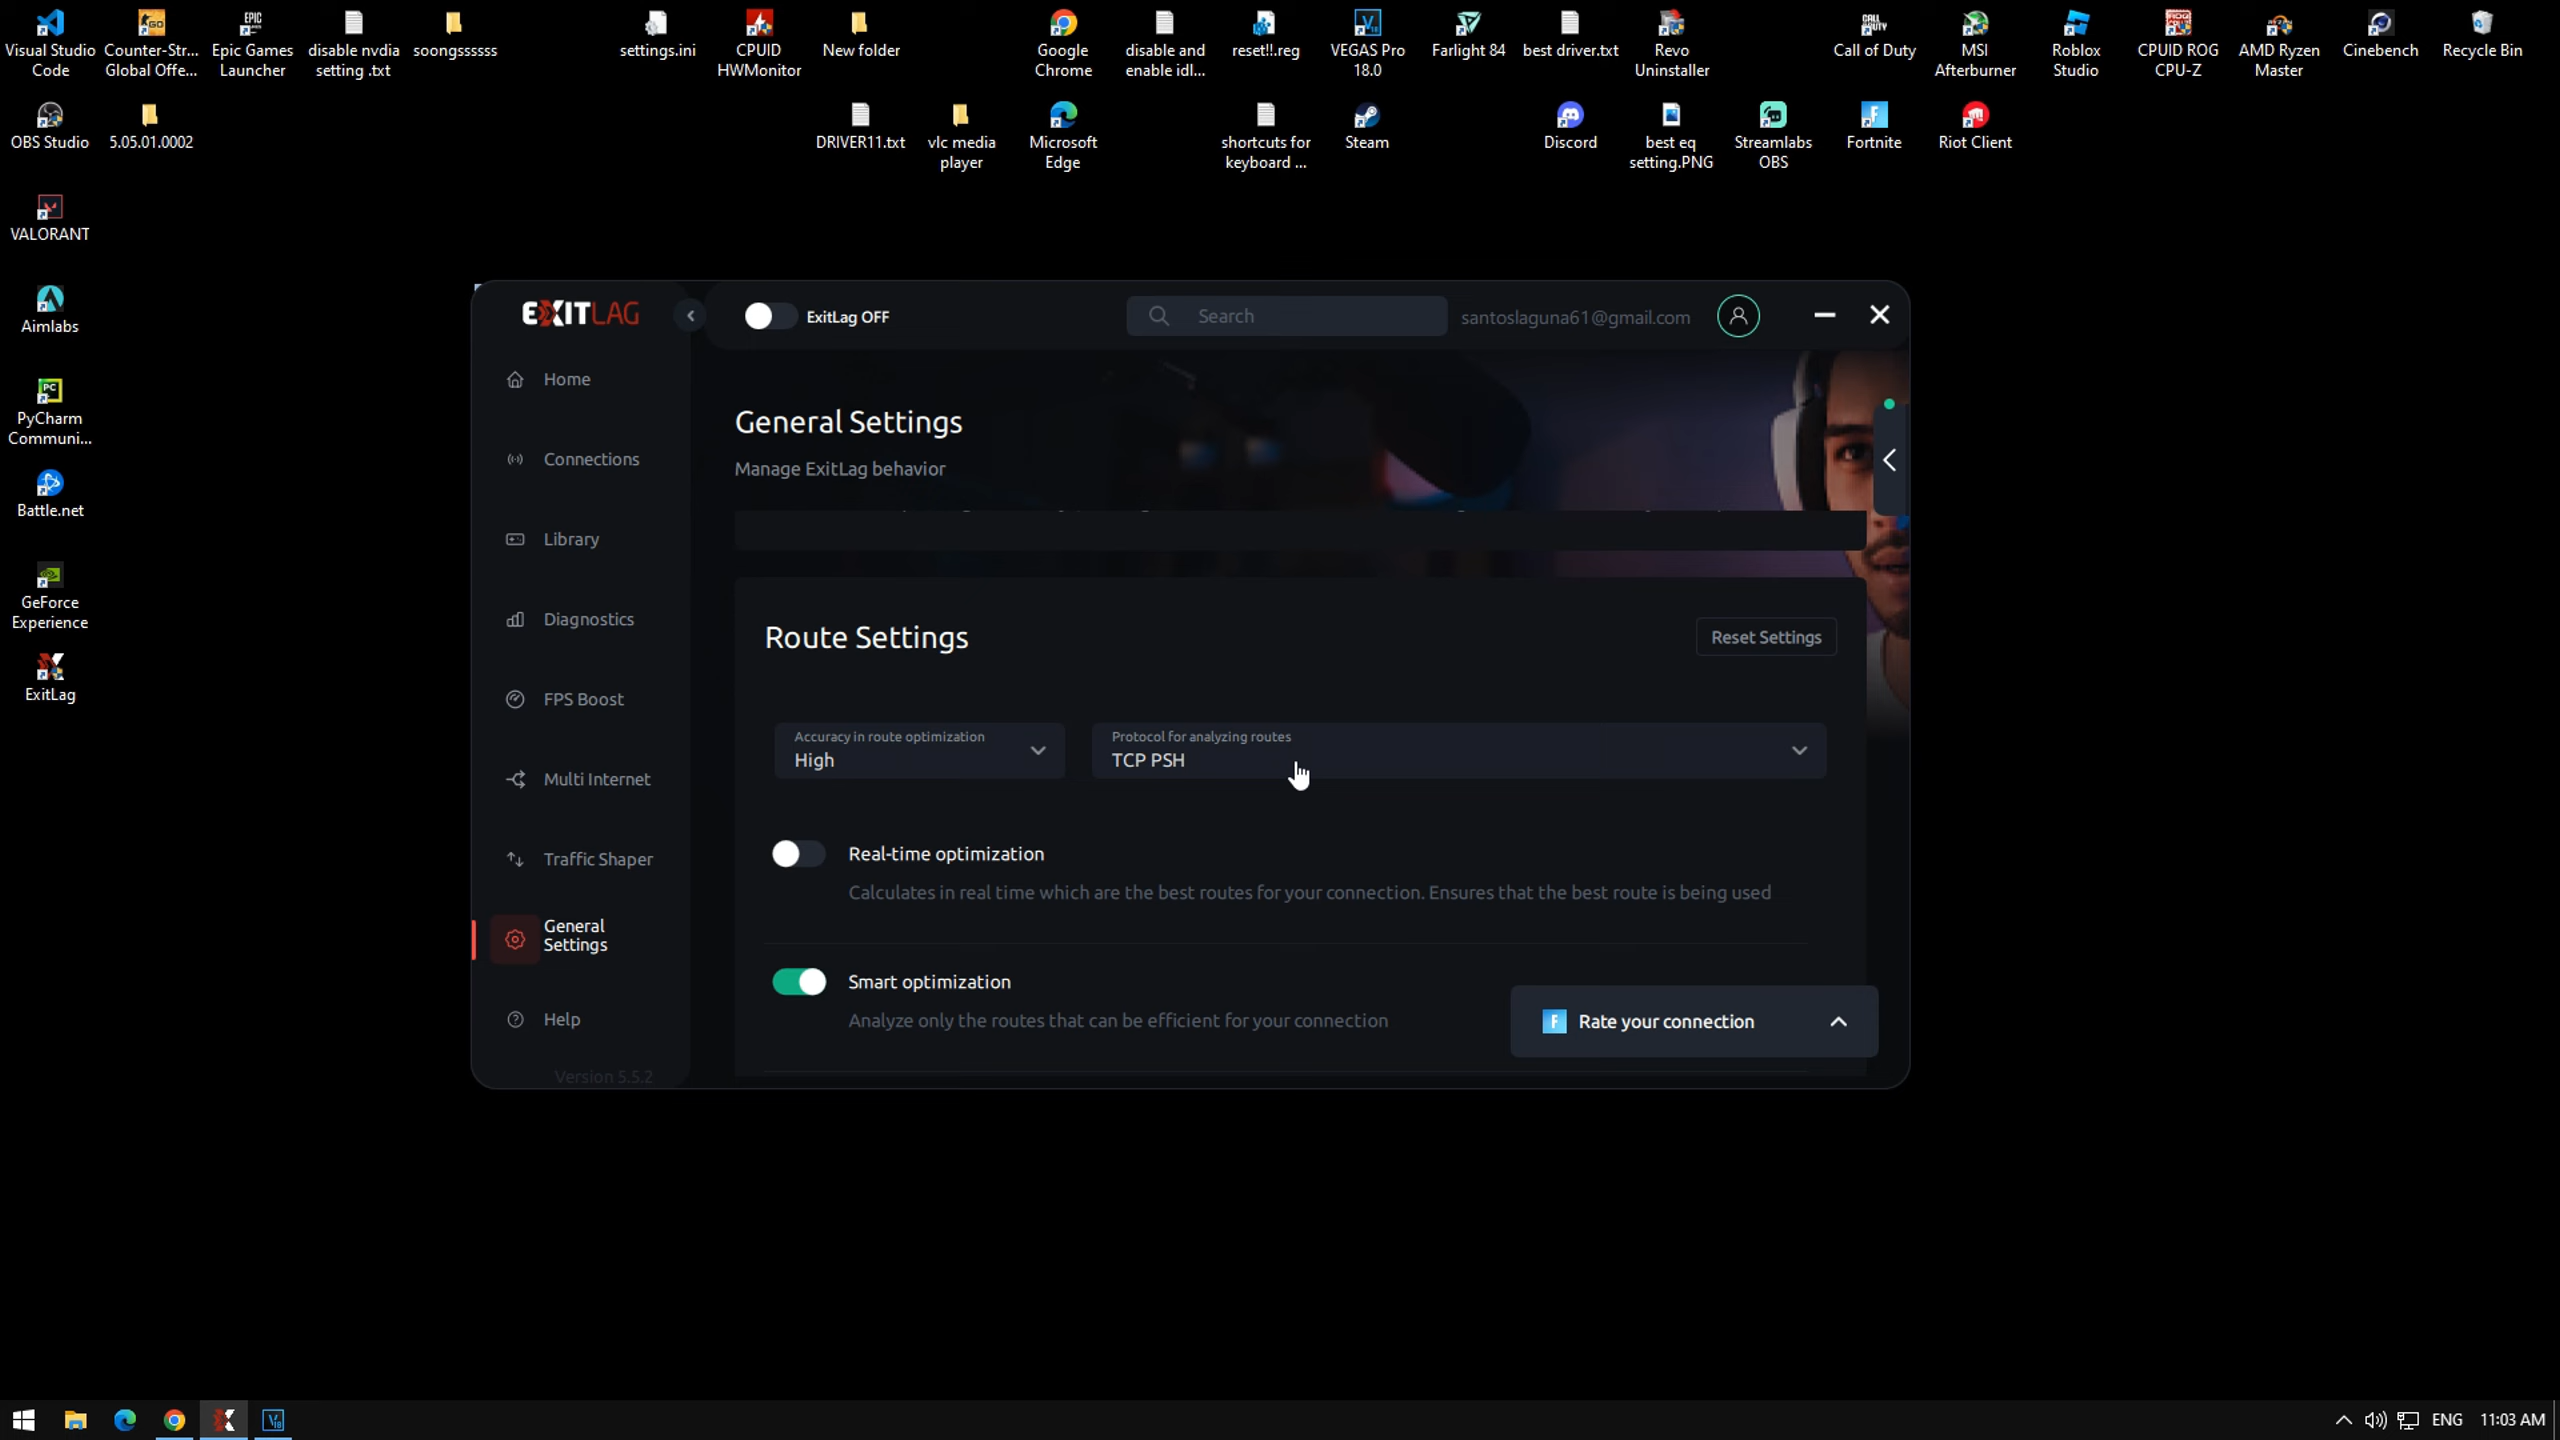 Visual Studio
Code
Counter-Str...
Global Offe...
Epic Games
Launcher
disable nvdia
setting .txt
soongssssss
settings.ini
CPUID
HWMonitor
New folder
Google
Chrome
disable and
enable idl...
reset!!.reg
VEGAS Pro
18.0
Farlight 84
best driver.txt
Revo
Uninstaller
Call of Duty
MSI
Afterburner
Roblox
Studio
CPUID ROG
CPU-Z
AMD Ryzen
Master
Cinebench
Recycle Bin
OBS Studio
5.05.01.0002
DRIVER11.txt
vlc media
player
Microsoft
Edge
shortcuts for
keyboard ...
Steam
Discord
best eq
setting.PNG
Streamlabs
OBS
Fortnite
Riot Client
VALORANT
Aimlabs
PyCharm
Communi...
Battle.net
GeForce
Experience
ExitLag
EXITLAG
ExitLag OFF
Search
santoslaguna61@gmail.com
Home
Connections
Library
Diagnostics
FPS Boost
Multi Internet
Traffic Shaper
General
Settings
Help
Version 5.5.2
General Settings
Manage ExitLag behavior
Route Settings
Reset Settings
Accuracy in route optimization
High
Protocol for analyzing routes
TCP PSH
Real-time optimization
Calculates in real time which are the best routes for your connection. Ensures that the best route is being used
Smart optimization
Analyze only the routes that can be efficient for your connection
Rate your connection
ENG
11:03 AM